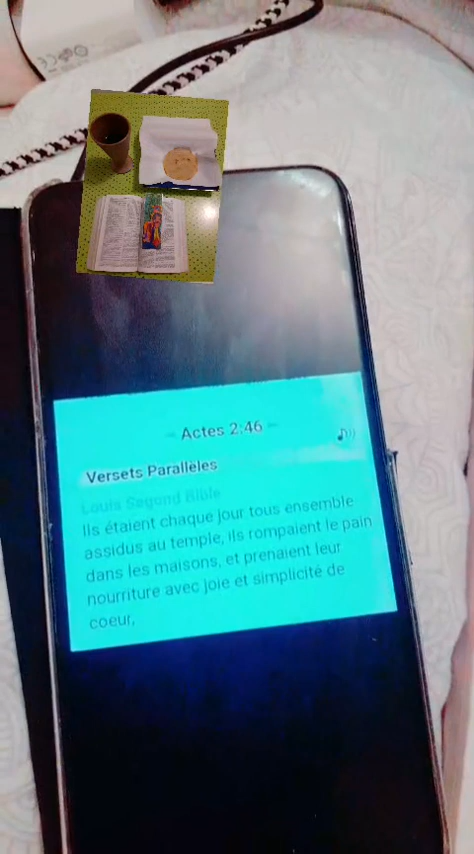 Actes 2:46
Versets Parallèles
Louis Segond Bible
Ils étaient chaque jour tous ensemble
assidus au temple, ils rompaient le pain
dans les maisons, et prenaient leur
nourriture avec joie et simplicité de
coeur,